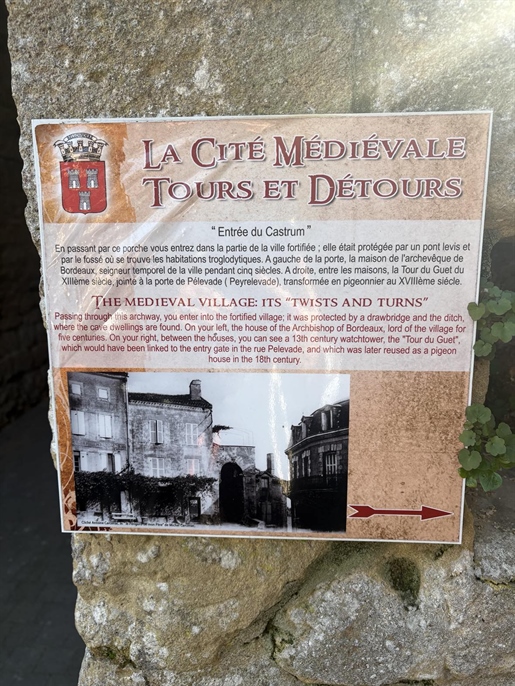 La Cité Médiévale
Tours et Détours
“ Entrée du Castrum ”
En passant par ce porche vous entrez dans la partie de la ville fortifiée ; elle était protégée par un pont levis et
par le fossé où se trouve les habitations troglodytiques. A gauche de la porte, la maison de l'archevêque de
Bordeaux, seigneur temporel de la ville pendant cinq siècles. A droite, entre les maisons, la Tour du Guet du
XIIIème siècle, jointe à la porte de Pélevade ( Peyrelevade), transformée en pigeonnier au XVIIIème siécle.
The medieval village: its “twists and turns”
Passing through this archway, you enter into the fortified village; it was protected by a drawbridge and the ditch,
where the cave dwellings are found. On your left, the house of the Archbishop of Bordeaux, lord of the village for
five centuries. On your right, between the houses, you can see a 13th century watchtower, the "Tour du Guet",
which would have been linked to the entry gate in the rue Pelevade, and which was later reused as a pigeon
house in the 18th century.